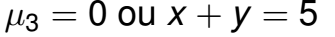 μ₃ = 0 ou x + y = 5